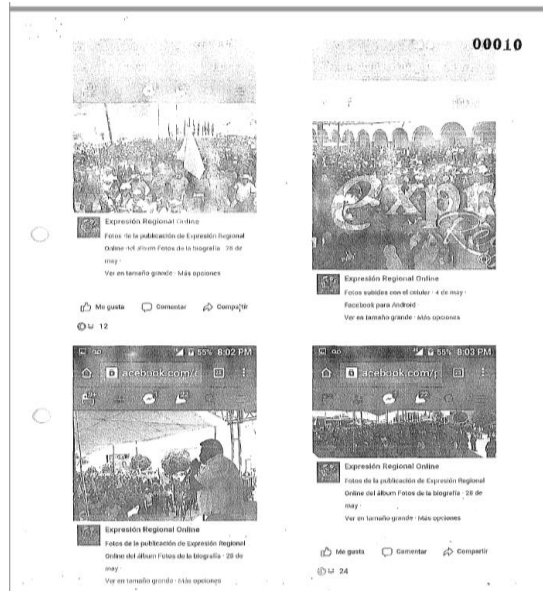 00010
Expresión Regional Online
Fotos de la publicación de Expresión Regional
Online del álbum Fotos de la biografía · 28 de
may ·
Ver en tamaño grande · Más opciones
Me gusta Comentar Compartir
12
Expr
Expresión Regional Online
Fotos subidas con el celular · 4 de may ·
Facebook para Android ·
Ver en tamaño grande · Más opciones
55% 8:02 PM
acebook.com/
22
Expresión Regional Online
Fotos de la publicación de Expresión Regional
Online del álbum Fotos de la biografía · 28 de
may ·
Ver en tamaño grande · Más opciones
55% 8:03 PM
acebook.com/
22
Expresión Regional Online
Fotos de la publicación de Expresión Regional
Online del álbum Fotos de la biografía · 28 de
may ·
Ver en tamaño grande · Más opciones
Me gusta Comentar Compartir
24